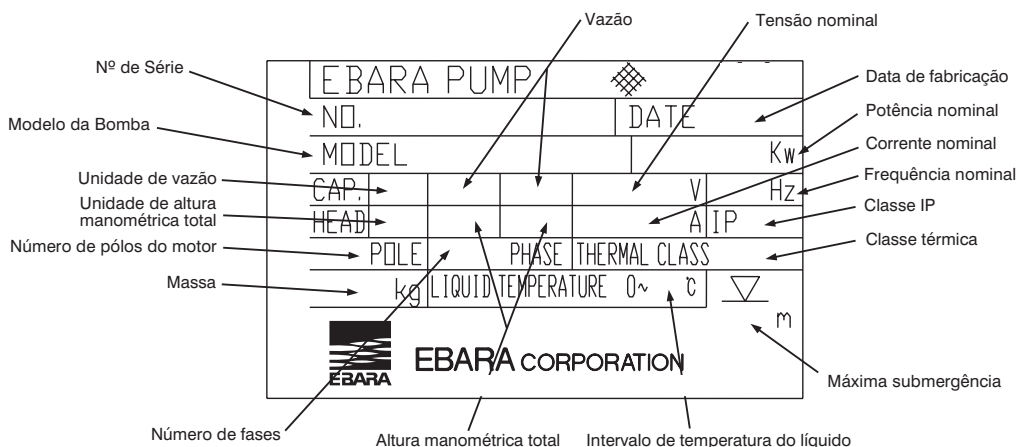 Vazão
Tensão nominal
Nº de Série
Data de fabricação
EBARA PUMP
NO.
DATE
Modelo da Bomba
Potência nominal
MODEL
Kw
Corrente nominal
Unidade de vazão
Frequência nominal
CAP.
V
Hz
Unidade de altura
manométrica total
Classe IP
HEAD
A
IP
Número de pólos do motor
Classe térmica
POLE
PHASE
THERMAL CLASS
Massa
kg
LIQUID TEMPERATURE 0~ ℃
m
EBARA
EBARA CORPORATION
Máxima submergência
Número de fases
Altura manométrica total
Intervalo de temperatura do líquido